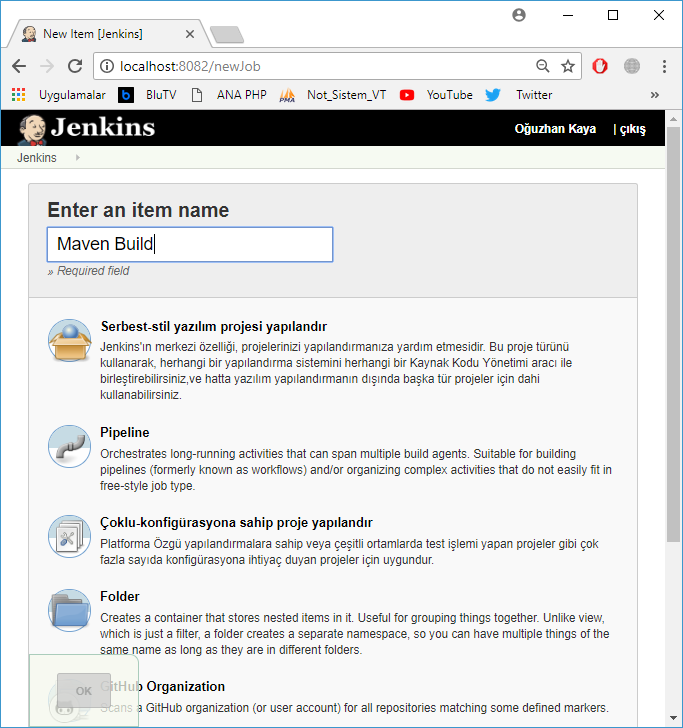 New Item [Jenkins]
localhost:8082/newJob
Uygulamalar BluTV ANA PHP Not_Sistem_VT YouTube Twitter »
Jenkins Oğuzhan Kaya | çıkış
Jenkins
Enter an item name
Maven Build
» Required field
Serbest-stil yazılım projesi yapılandır
Jenkins'ın merkezi özelliği, projelerinizi yapılandırmanıza yardım etmesidir. Bu proje türünü
kullanarak, herhangi bir yapılandırma sistemini herhangi bir Kaynak Kodu Yönetimi aracı ile
birleştirebilirsiniz,ve hatta yazılım yapılandırmanın dışında başka tür projeler için dahi
kullanabilirsiniz.
Pipeline
Orchestrates long-running activities that can span multiple build agents. Suitable for building
pipelines (formerly known as workflows) and/or organizing complex activities that do not easily fit in
free-style job type.
Çoklu-konfigürasyona sahip proje yapılandır
Platforma Özgü yapılandırmalara sahip veya çeşitli ortamlarda test işlemi yapan projeler gibi çok
fazla sayıda konfigürasyona ihtiyaç duyan projeler için uygundur.
Folder
Creates a container that stores nested items in it. Useful for grouping things together. Unlike view,
which is just a filter, a folder creates a separate namespace, so you can have multiple things of the
same name as long as they are in different folders.
GitHub Organization
OK
Scans a GitHub organization (or user account) for all repositories matching some defined markers.